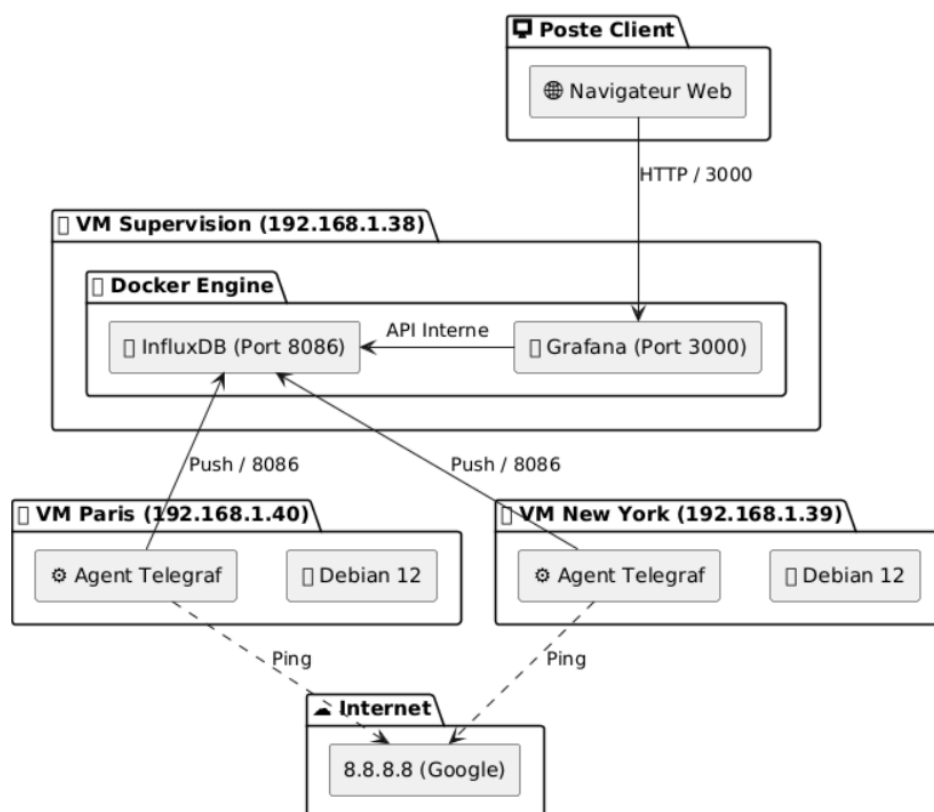 Poste Client
Navigateur Web
HTTP / 3000
VM Supervision (192.168.1.38)
Docker Engine
InfluxDB (Port 8086)
API Interne
Grafana (Port 3000)
Push / 8086
Push / 8086
VM Paris (192.168.1.40)
VM New York (192.168.1.39)
Agent Telegraf
Debian 12
Agent Telegraf
Debian 12
Ping
Ping
Internet
8.8.8.8 (Google)